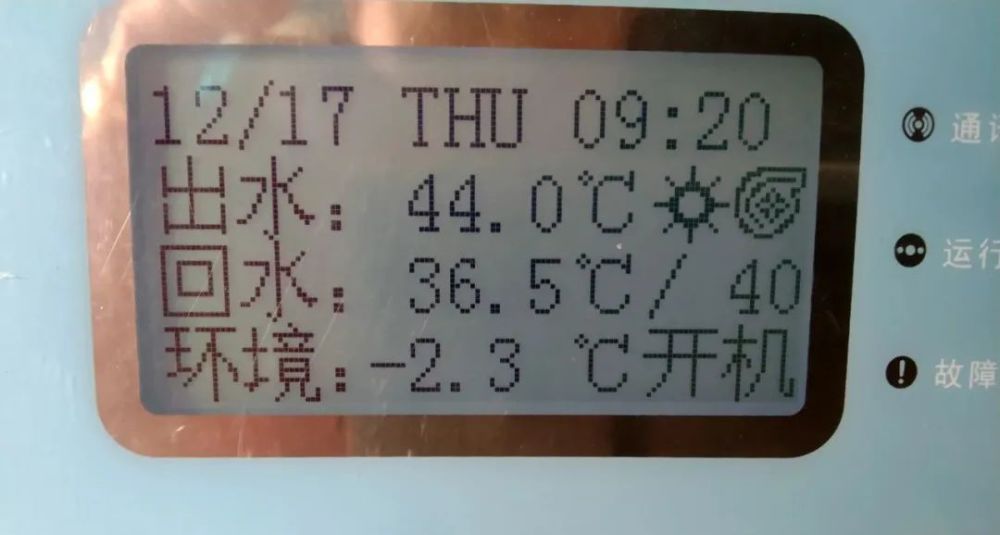 12/17 THU 09:20
出水: 44.0℃
回水: 36.5℃/ 40
环境:-2.3 ℃开机
通
运行
故障